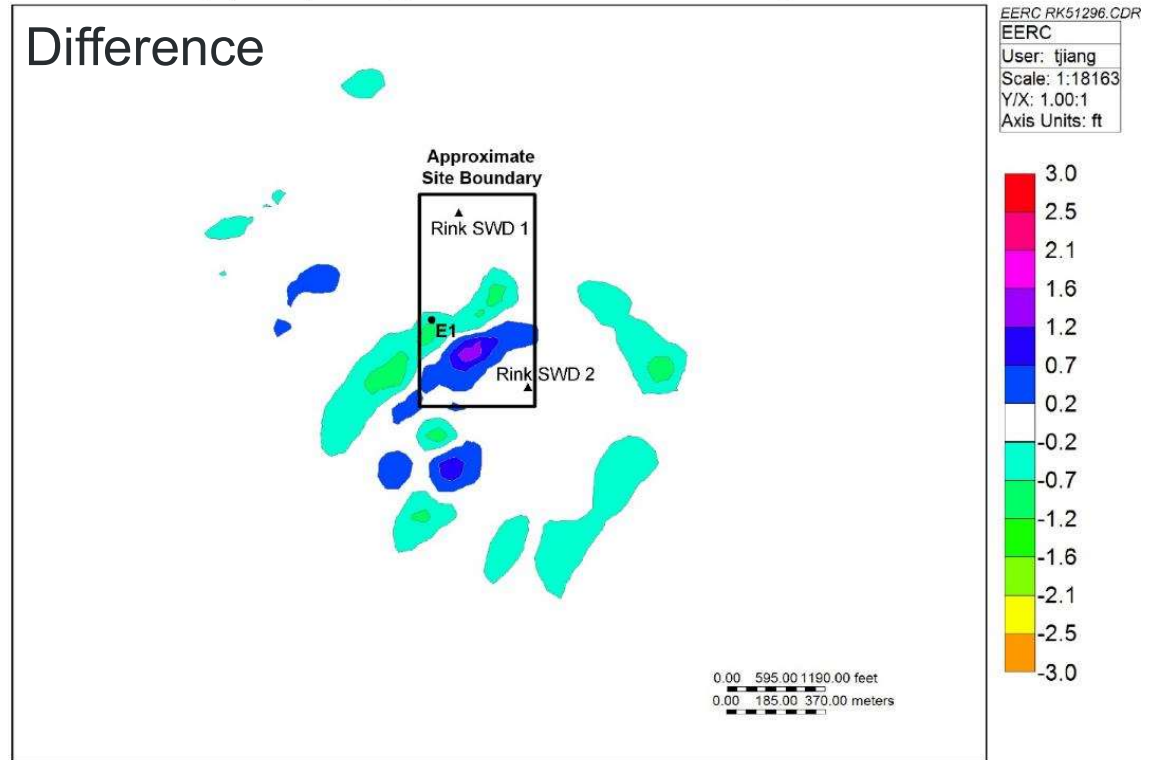 Difference
EERC RK51296.CDR
EERC
User: tjiang
Scale: 1:18163
Y/X: 1.00:1
Axis Units: ft
Approximate
Site Boundary
Rink SWD 1
E1
Rink SWD 2
3.0
2.5
2.1
1.6
1.2
0.7
0.2
-0.2
-0.7
-1.2
-1.6
-2.1
-2.5
-3.0
0.00 595.00 1190.00 feet
0.00 185.00 370.00 meters